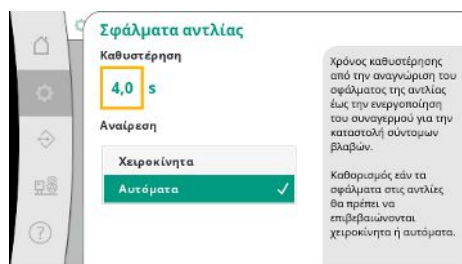 Σφάλματα αντλίας
Καθυστέρηση
4,0 s
Αναίρεση
Χειροκίνητα
Αυτόματα
Χρόνος καθυστέρησης
από την αναγνώριση του
σφάλματος της αντλίας
έως την ενεργοποίηση
του συναγερμού για την
καταστολή σύντομων
βλαβών.
Καθορισμός εάν τα
σφάλματα στις αντλίες
θα πρέπει να
επιβεβαιώνονται
χειροκίνητα ή αυτόματα.